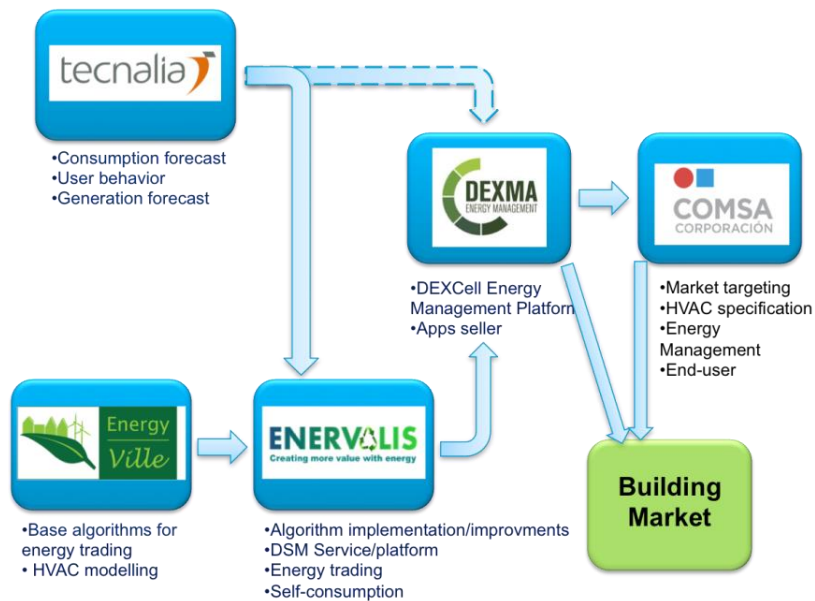 tecnalia
•Consumption forecast
•User behavior
•Generation forecast
DEXMA
ENERGY MANAGEMENT
•DEXCell Energy
Management Platform
•Apps seller
COMSA
CORPORACIÓN
•Market targeting
•HVAC specification
•Energy
Management
•End-user
Energy
Ville
•Base algorithms for
energy trading
• HVAC modelling
ENERVALIS
Creating more value with energy
•Algorithm implementation/improvments
•DSM Service/platform
•Energy trading
•Self-consumption
Building
Market